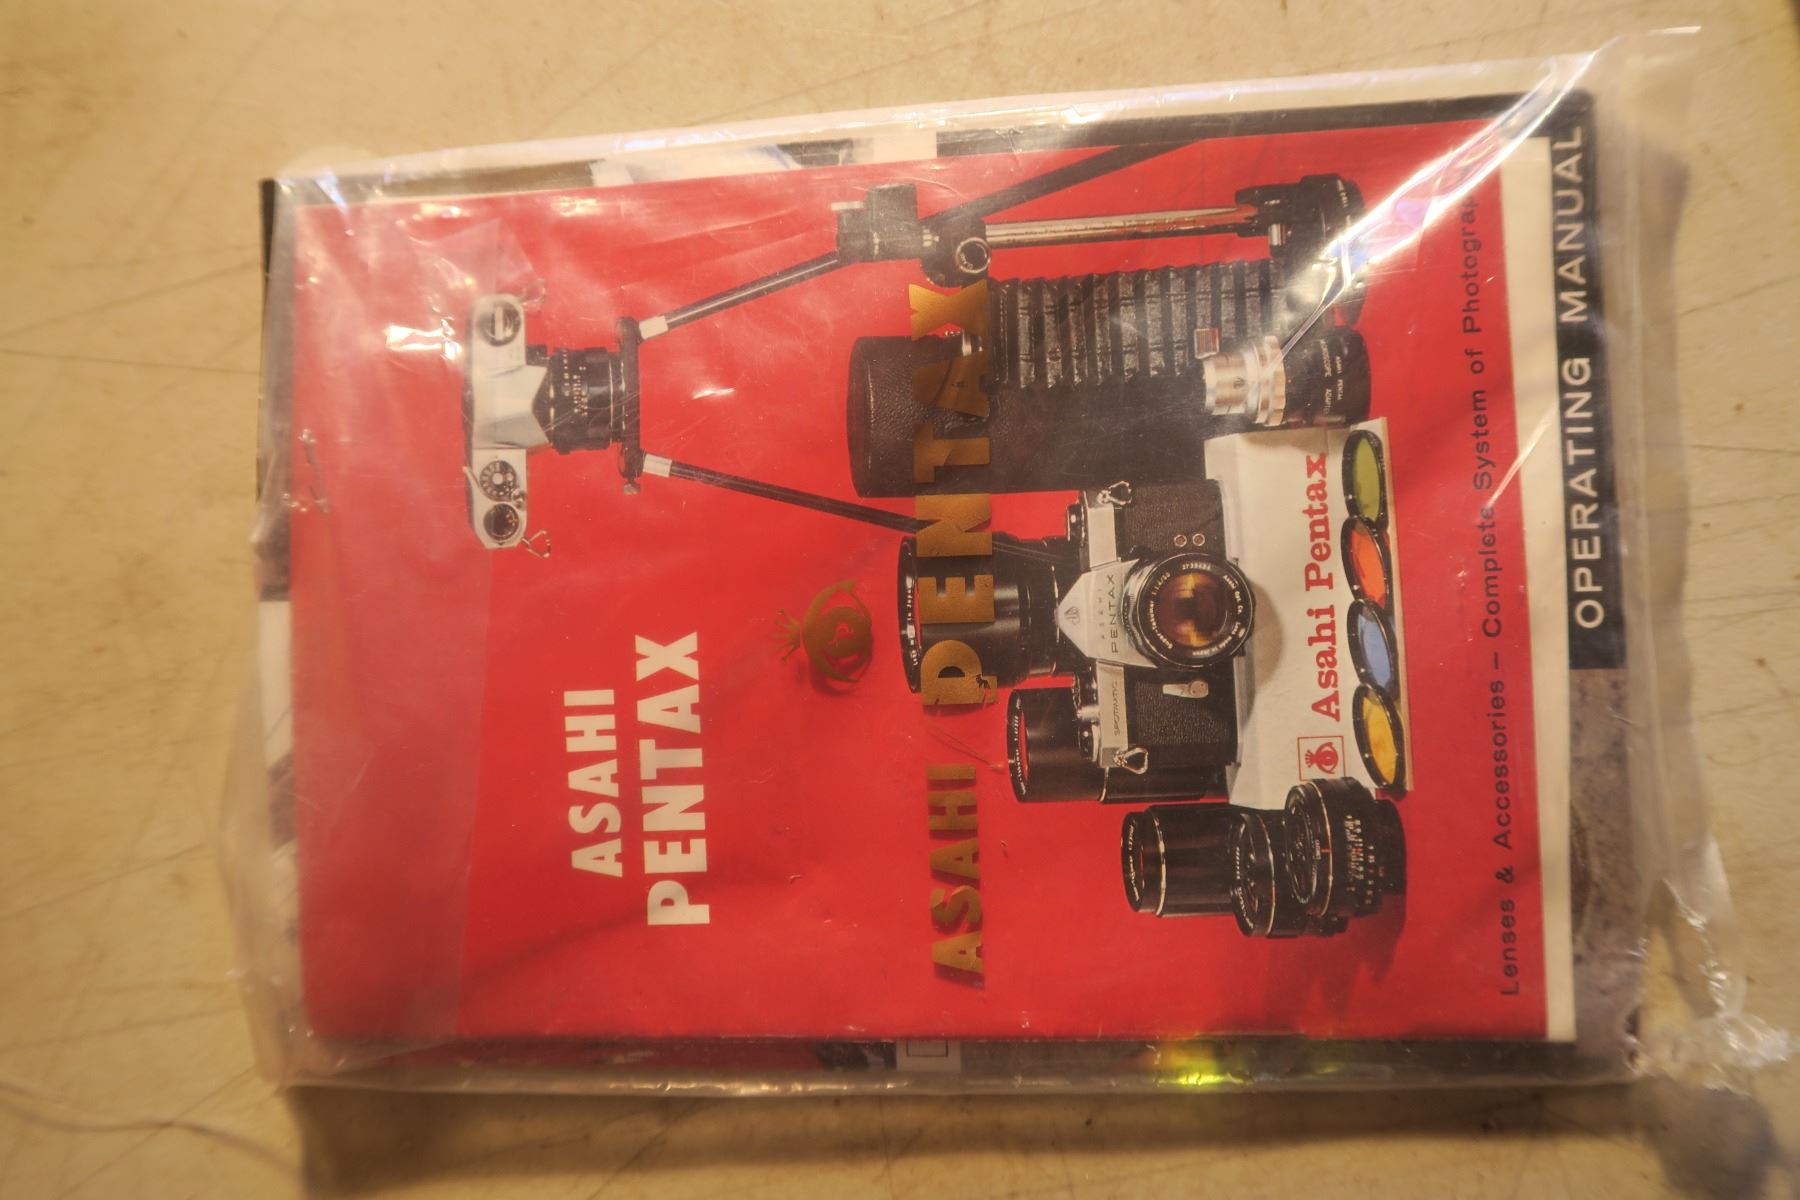 ASAHI
PENTAX
ASAHI PENTAX
ASAHI
PENTAX
SPOTMATIC
Asahi Pentax
Lenses & Accessories – Complete System of Photograp
OPERATING MANUAL